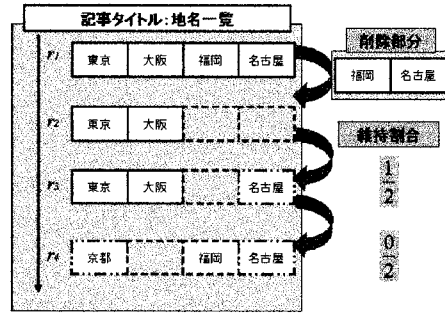 記事タイトル:地名一覧
r1 東京 大阪 福岡 名古屋
削除部分
福岡 名古屋
r2 東京 大阪
維持割合
r3 東京 大阪 名古屋
1/2
r4 京都 福岡 名古屋
0/2